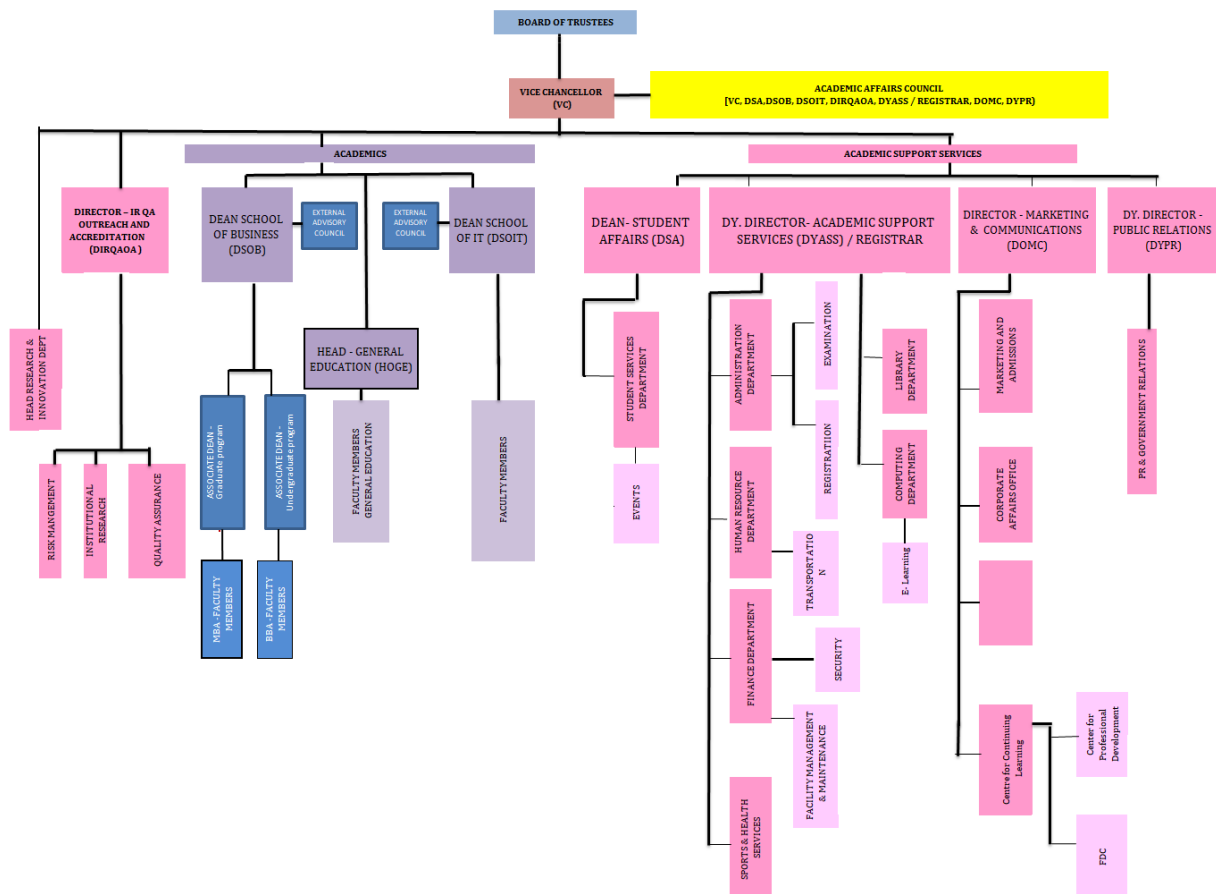 BOARD OF TRUSTEES
VICE CHANCELLOR
(VC)
ACADEMIC AFFAIRS COUNCIL
[VC, DSA,DSOB, DSOIT, DIRQAOA, DYASS / REGISTRAR, DOMC, DYPR)
ACADEMICS
ACADEMIC SUPPORT SERVICES
DIRECTOR – IR QA
OUTREACH AND
ACCREDITATION
(DIRQAOA )
DEAN SCHOOL
OF BUSINESS
(DSOB)
EXTERNAL
ADVISORY
COUNCIL
EXTERNAL
ADVISORY
COUNCIL
DEAN SCHOOL
OF IT (DSOIT)
DEAN- STUDENT
AFFAIRS (DSA)
DY. DIRECTOR- ACADEMIC SUPPORT
SERVICES (DYASS) / REGISTRAR
DIRECTOR - MARKETING
& COMMUNICATIONS
(DOMC)
DY. DIRECTOR -
PUBLIC RELATIONS
(DYPR)
HEAD RESEARCH &
INNOVATION DEPT
HEAD - GENERAL
EDUCATION (HOGE)
STUDENT SERVICES
DEPARTMENT
ADMINISTRATION
DEPARTMENT
EXAMINATION
LIBRARY
DEPARTMENT
MARKETING AND
ADMISSIONS
PR & GOVERNMENT RELATIONS
ASSOCIATE DEAN -
Graduate program
ASSOCIATE DEAN -
Undergraduate program
FACULTY MEMBERS
GENERAL EDUCATION
FACULTY MEMBERS
REGISTRATIION
COMPUTING
DEPARTMENT
RISK MANGEMENT
INSTITUTIONAL
RESEARCH
QUALITY ASSURANCE
EVENTS
HUMAN RESOURCE
DEPARTMENT
CORPORATE
AFFAIRS OFFICE
MBA -FACULTY
MEMBERS
BBA -FACULTY
MEMBERS
TRANSPORTATIO
N
E- Learning
FINANCE DEPARTMENT
SECURITY
FACILITY MANAGEMENT
& MAINTENANCE
Centre for Continuing
Learning
Center for
Professional
Development
SPORTS & HEALTH
SERVICES
FDC